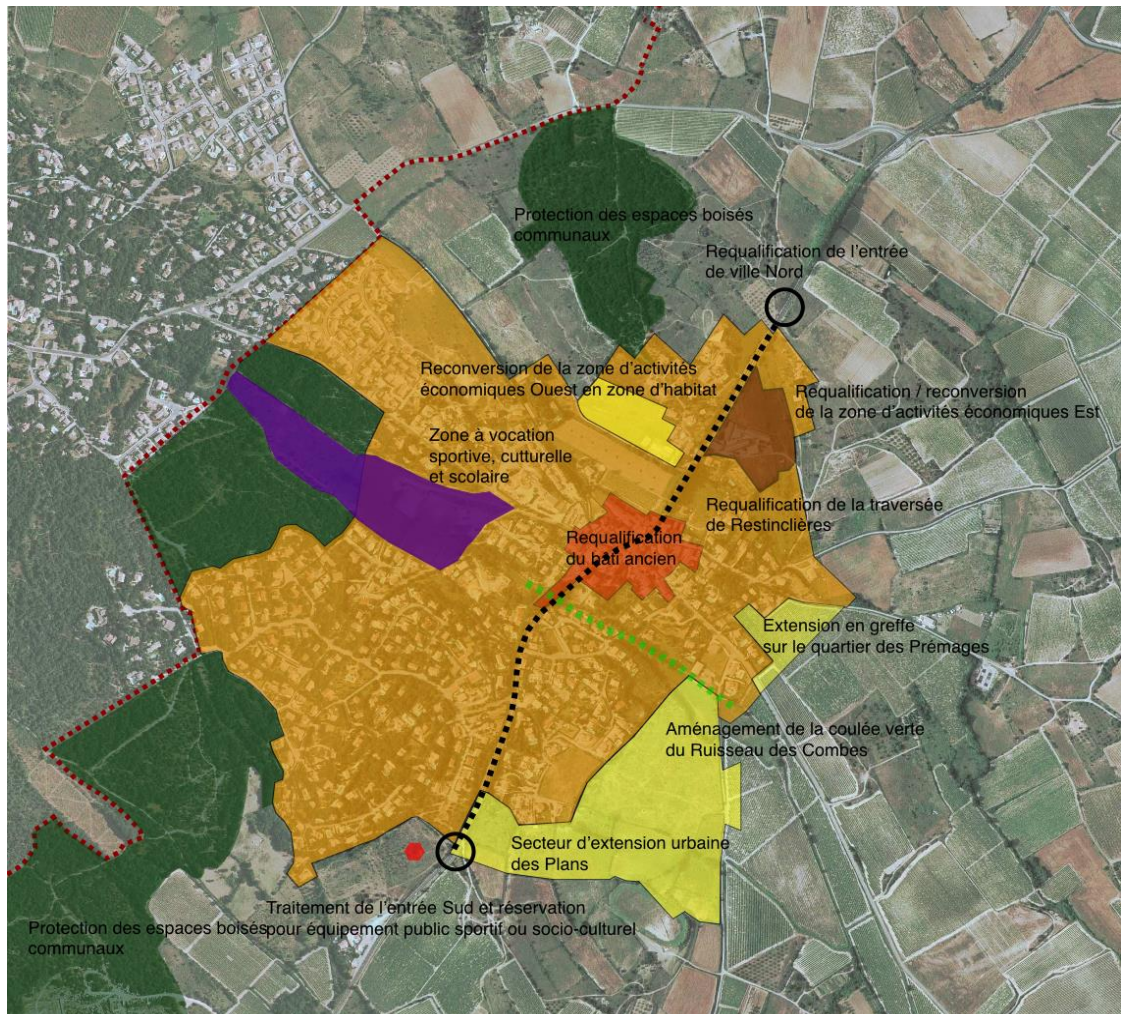 Protection des espaces boisés
communaux
Requalification de l'entrée
de ville Nord
Reconversion de la zone d'activités
économiques Ouest en zone d'habitat
Requalification / reconversion
de la zone d'activités économiques Est
Zone à vocation
sportive, cutturelle
et scolaire
Requalification de la traversée
de Restinclières
Requalification
du bâti ancien
Extension en greffe
sur le quartier des Prémages
Aménagement de la coulée verte
du Ruisseau des Combes
Secteur d'extension urbaine
des Plans
Traitement de l'entrée Sud et réservation
pour équipement public sportif ou socio-culturel
Protection des espaces boisés
communaux